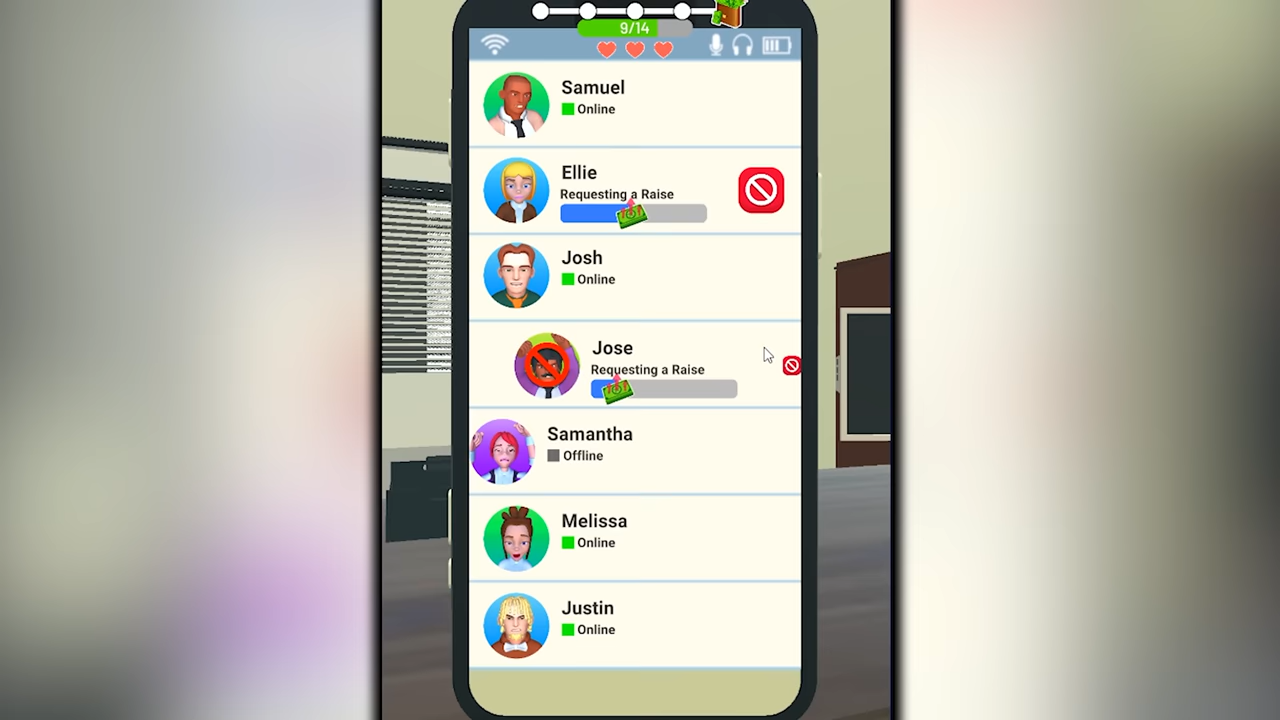 9/14
Samuel
Online
Ellie
Requesting a Raise
Josh
Online
Jose
Requesting a Raise
Samantha
Offline
Melissa
Online
Justin
Online